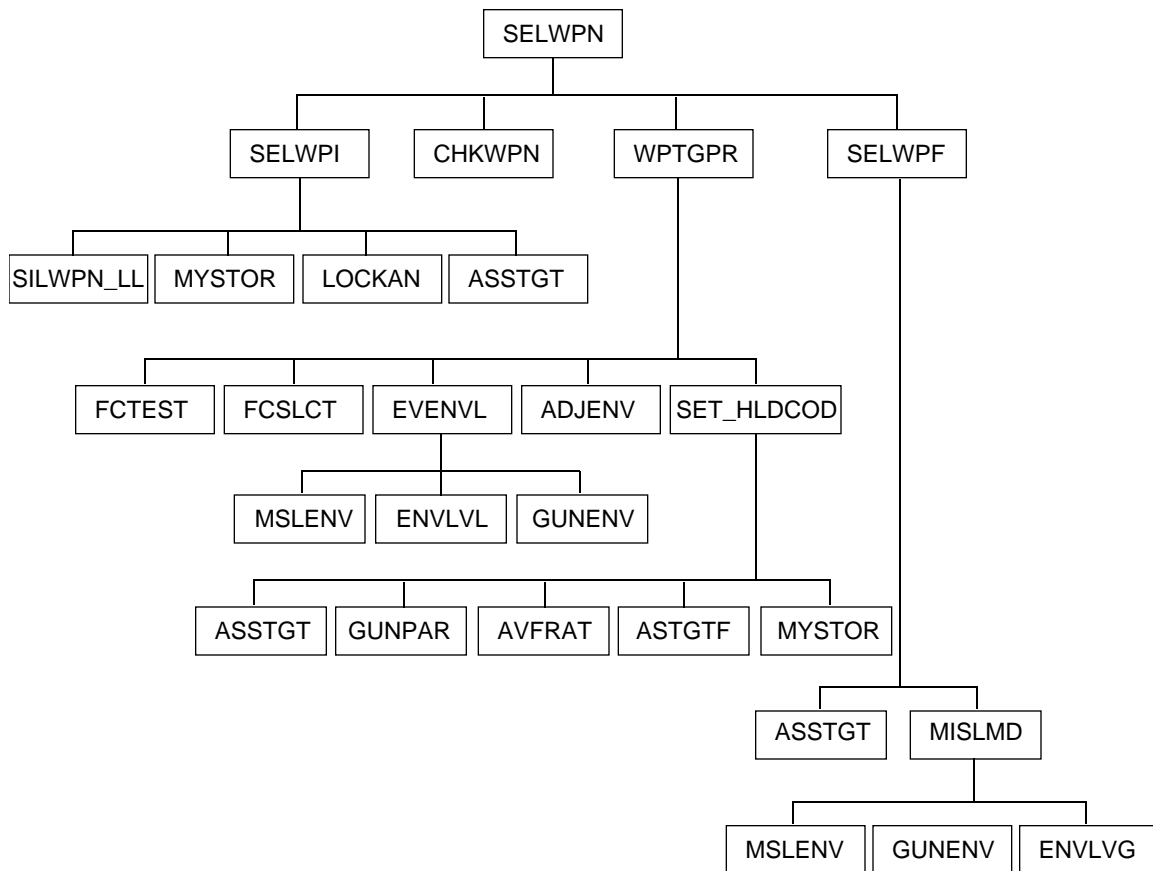 SELWPN
SELWPI CHKWPN WPTGPR SELWPF
SILWPN_LL MYSTOR LOCKAN ASSTGT
FCTEST FCSLCT EVENVL ADJENV SET_HLDCOD
MSLENV ENVLVL GUNENV
ASSTGT GUNPAR AVFRAT ASTGTF MYSTOR
ASSTGT MISLMD
MSLENV GUNENV ENVLVG